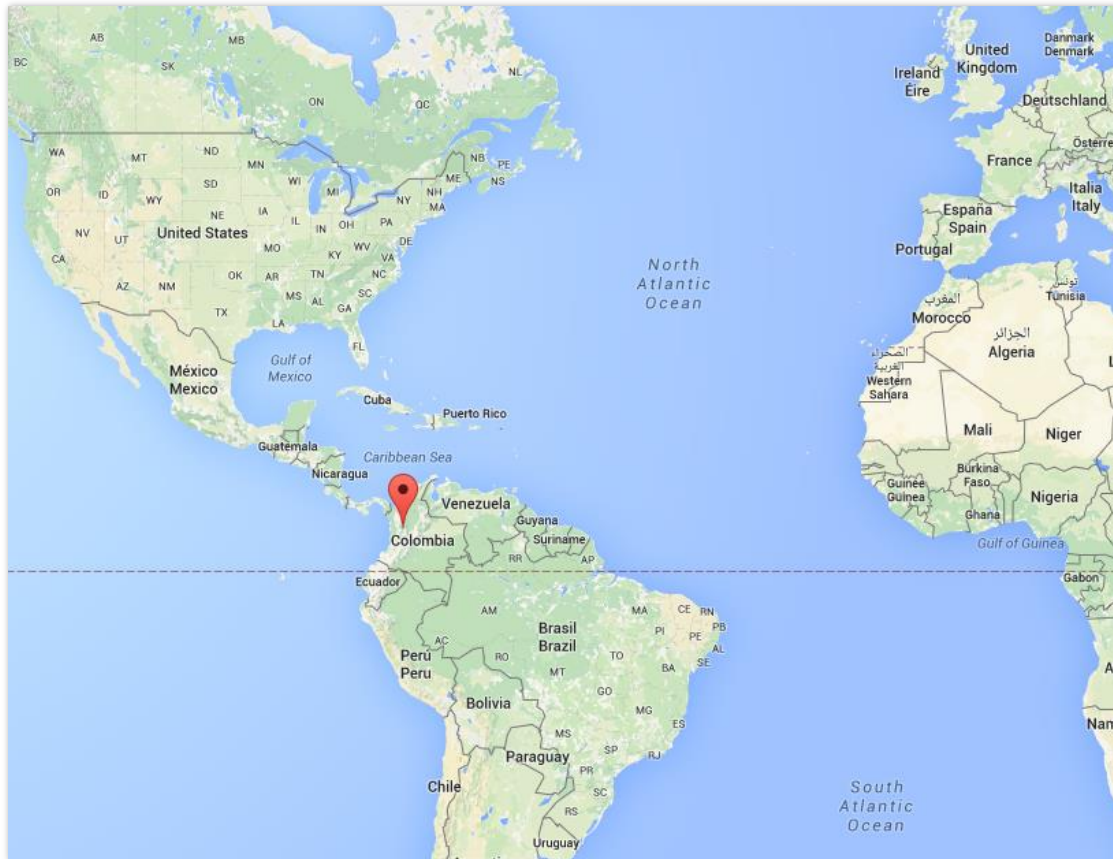 AB
MB
BC
SK
NL
ON
QC
United
Kingdom
Danmark
Denmark
Ireland
Éire
Deutschland
WA
MT
ND
MN
NB
PE
NS
ME
France
Österre
OR
ID
WY
SD
WI
MI
NY
NH
MA
Italia
Italy
NV
UT
NE
IA
IL
IN
OH
PA
United States
España
Spain
Portugal
CA
MO
KY
WV
VA
DE
AZ
NM
OK
AR
TN
NC
MS
AL
GA
SC
TX
LA
FL
North
Atlantic
Ocean
تونس
Tunisia
المغرب
Morocco
الجزائر
Algeria
Gulf of
Mexico
México
Mexico
الصحراء
الغربية
Western
Sahara
L
Cuba
Puerto Rico
Mali
Niger
Guatemala
Caribbean Sea
Nicaragua
Burkina
Faso
Guinée
Guinea
Nigeria
Venezuela
Ghana
Guyana
Suriname
Colombia
Gulf of Guinea
RR
AP
Ecuador
Gabon
AM
MA
CE
RN
PB
PI
PE
AL
SE
Brasil
Brazil
AC
RO
TO
BA
MT
Perú
Peru
GO
Bolivia
MG
ES
A
MS
SP
RJ
Nam
Paraguay
PR
Chile
SC
RS
South
Atlantic
Ocean
Uruguay